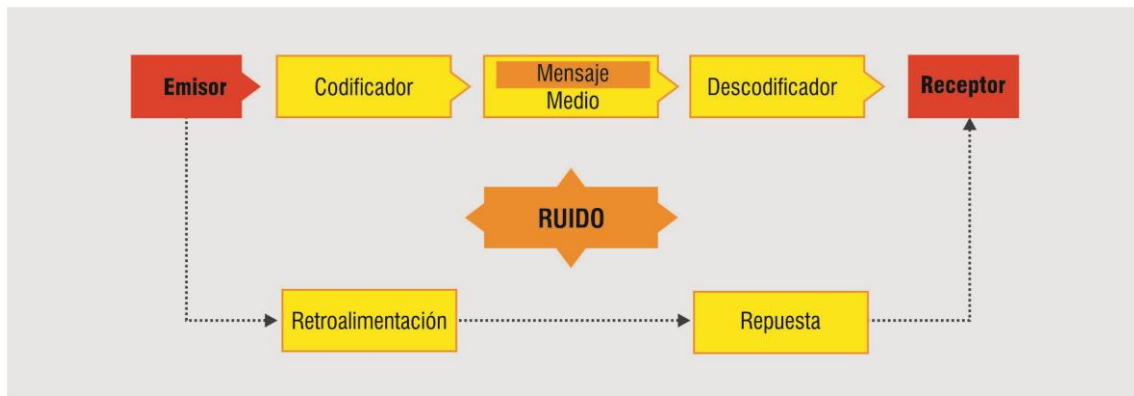 Emisor
Codificador
Mensaje
Medio
Descodificador
Receptor
RUIDO
Retroalimentación
Repuesta